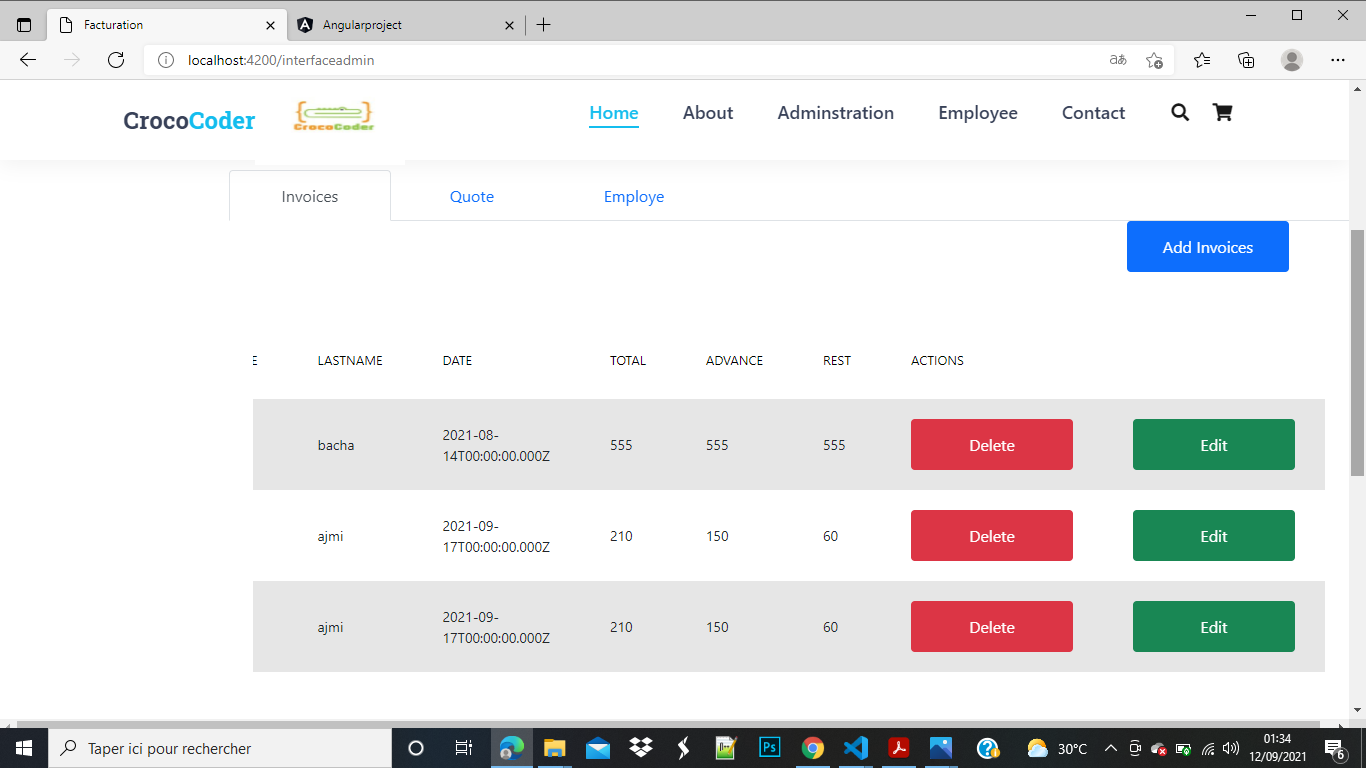 Facturation
Angularproject
localhost:4200/interfaceadmin
CrocoCoder
CrocoCoder
Home
About
Adminstration
Employee
Contact
Invoices
Quote
Employe
Add Invoices
E LASTNAME DATE TOTAL ADVANCE REST ACTIONS
bacha 2021-08-
14T00:00:00.000Z 555 555 555 Delete Edit
ajmi 2021-09-
17T00:00:00.000Z 210 150 60 Delete Edit
ajmi 2021-09-
17T00:00:00.000Z 210 150 60 Delete Edit
Taper ici pour rechercher
Ps
30°C
01:34
12/09/2021
6